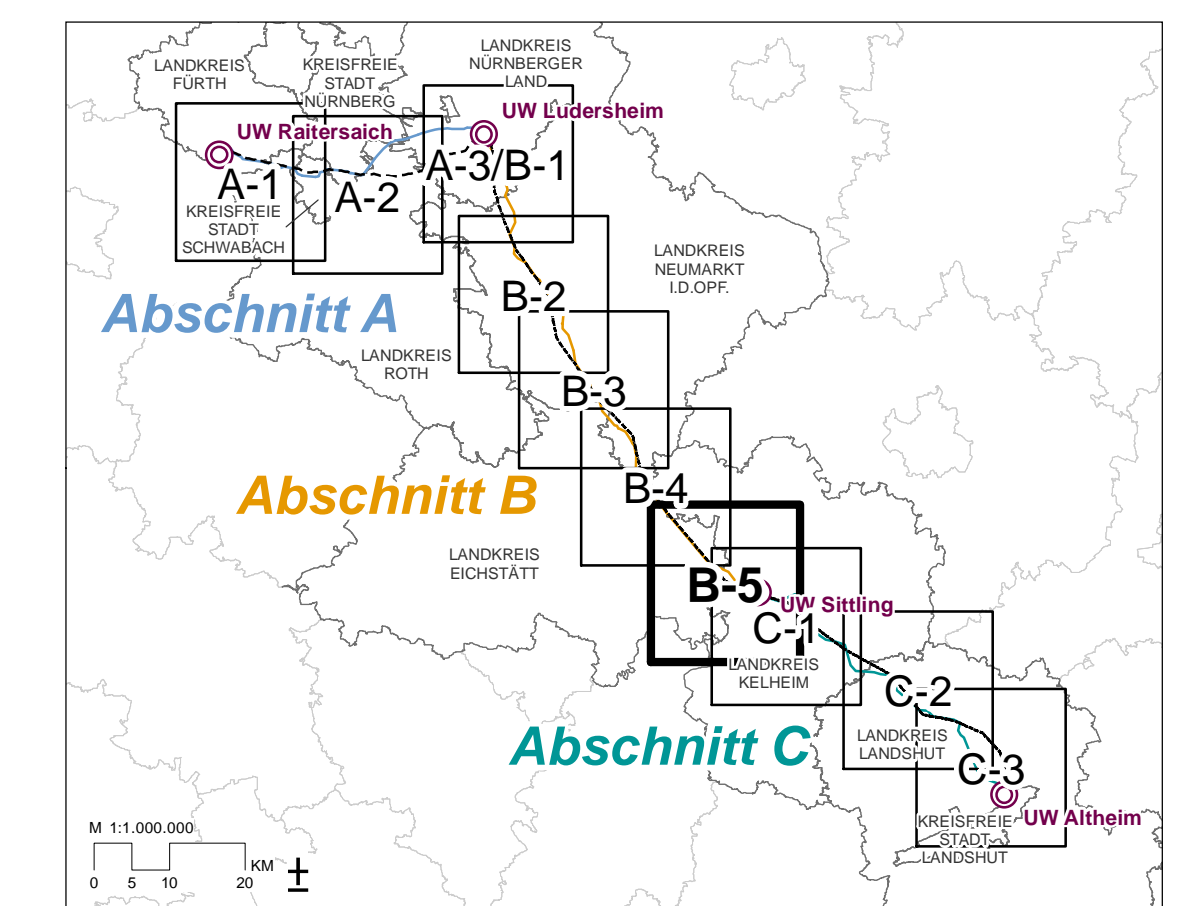 LANDKREIS
FÜRTH
KREISFREIE
STADT
NÜRNBERG
LANDKREIS
NÜRNBERGER
LAND
UW Raitersaich
UW Ludersheim
A-1
A-2
A-3/B-1
KREISFREIE
STADT
SCHWABACH
LANDKREIS
NEUMARKT
I.D.OPF.
Abschnitt A
B-2
LANDKREIS
ROTH
B-3
Abschnitt B
B-4
LANDKREIS
EICHSTÄTT
B-5
UW Sittling
C-1
LANDKREIS
KELHEIM
C-2
Abschnitt C
LANDKREIS
LANDSHUT
C-3
UW Altheim
KREISFREIE
STADT
LANDSHUT
M 1:1.000.000
KM
0 5 10 20
±